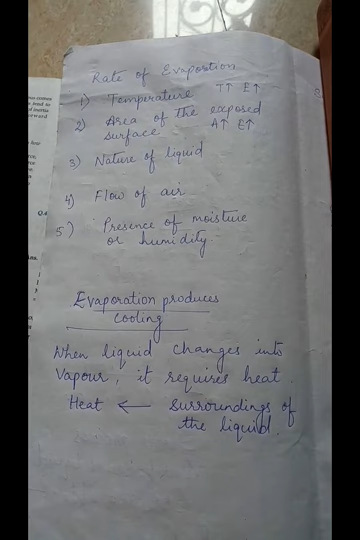 Rate of Evaportion
1) Temperature T↑ E↑
2) Area of the exposed
surface A↑ E↑
3) Nature of liquid
4) Flow of air
5) Presence of moisture
or humidity.
Evaporation produces
Cooling
When liquid changes into
Vapour, it requires heat.
Heat ← Surroundings of
the liquid.